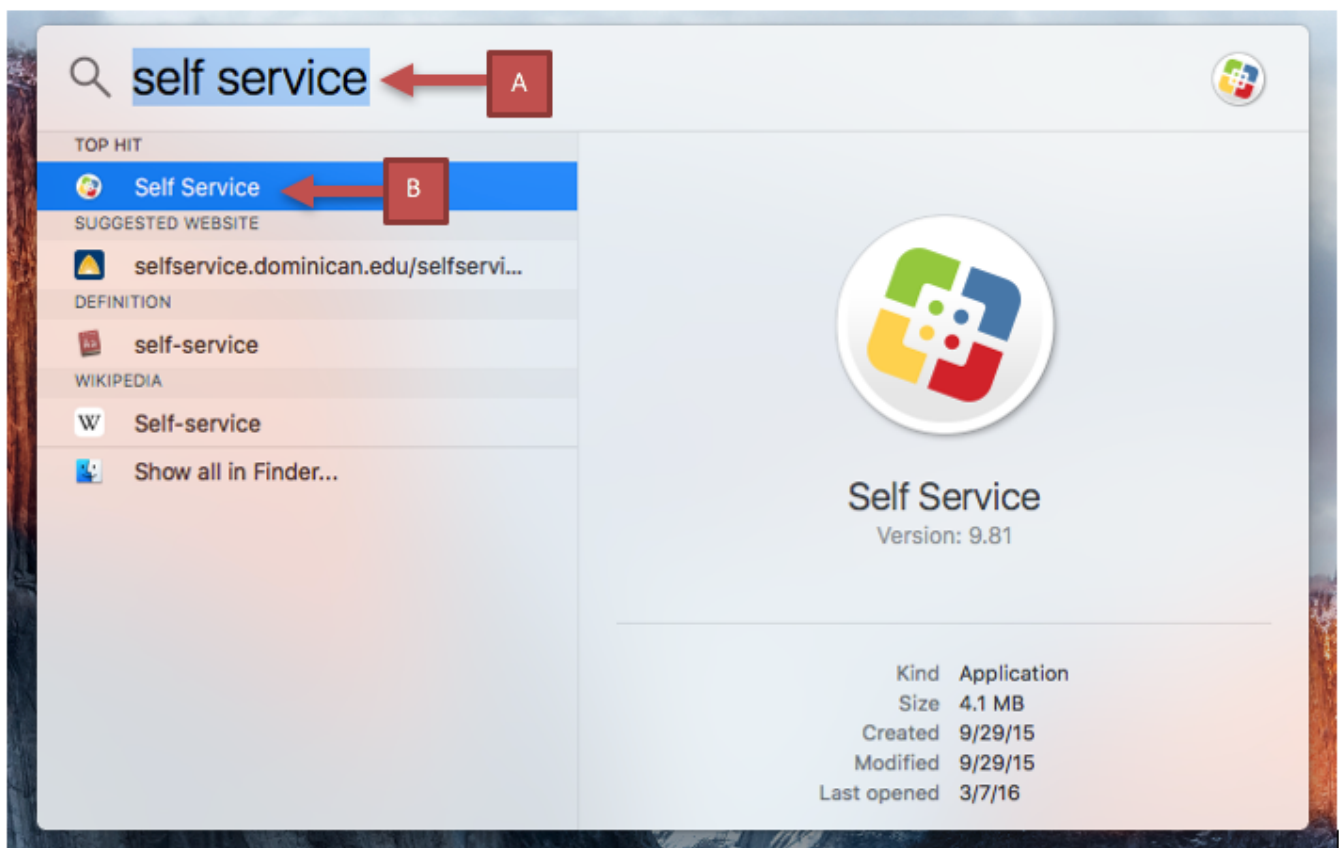 self service
A
TOP HIT
Self Service
B
SUGGESTED WEBSITE
selfservice.dominican.edu/selfservi...
DEFINITION
self-service
WIKIPEDIA
W Self-service
Show all in Finder...
Self Service
Version: 9.81
Kind Application
Size 4.1 MB
Created 9/29/15
Modified 9/29/15
Last opened 3/7/16